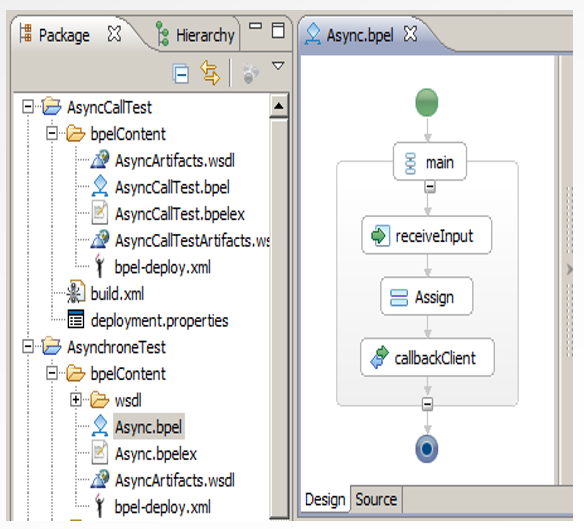 Package
Hierarchy
AsyncCallTest
bpelContent
AsyncArtifacts.wsdl
AsyncCallTest.bpel
AsyncCallTest.bpelex
AsyncCallTestArtifacts.ws
bpel-deploy.xml
build.xml
deployment.properties
AsynchroneTest
bpelContent
wsdl
Async.bpel
Async.bpelex
AsyncArtifacts.wsdl
bpel-deploy.xml
Async.bpel
main
receiveInput
Assign
callbackClient
Design
Source